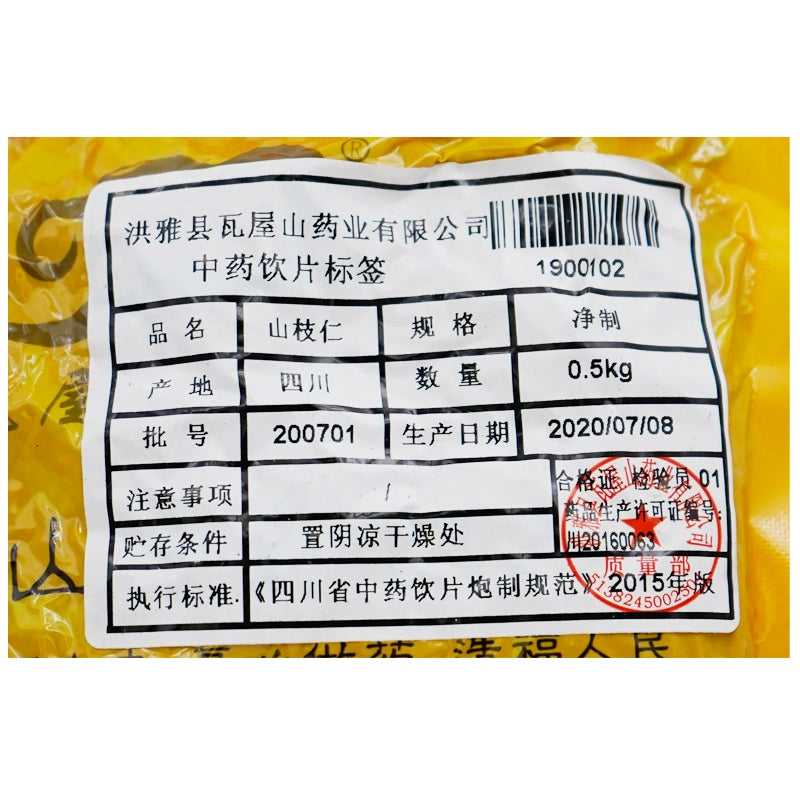 ®
洪雅县瓦屋山药业有限公司
中药饮片标签
1900102
品名 山枝仁 规格 净制
产地 四川 数量 0.5kg
批号 200701 生产日期 2020/07/08
注意事项 /
合格证 检验员 01
药品生产许可证编号:
川20160063
贮存条件 置阴凉干燥处
执行标准. 《四川省中药饮片炮制规范》2015年版
质量部